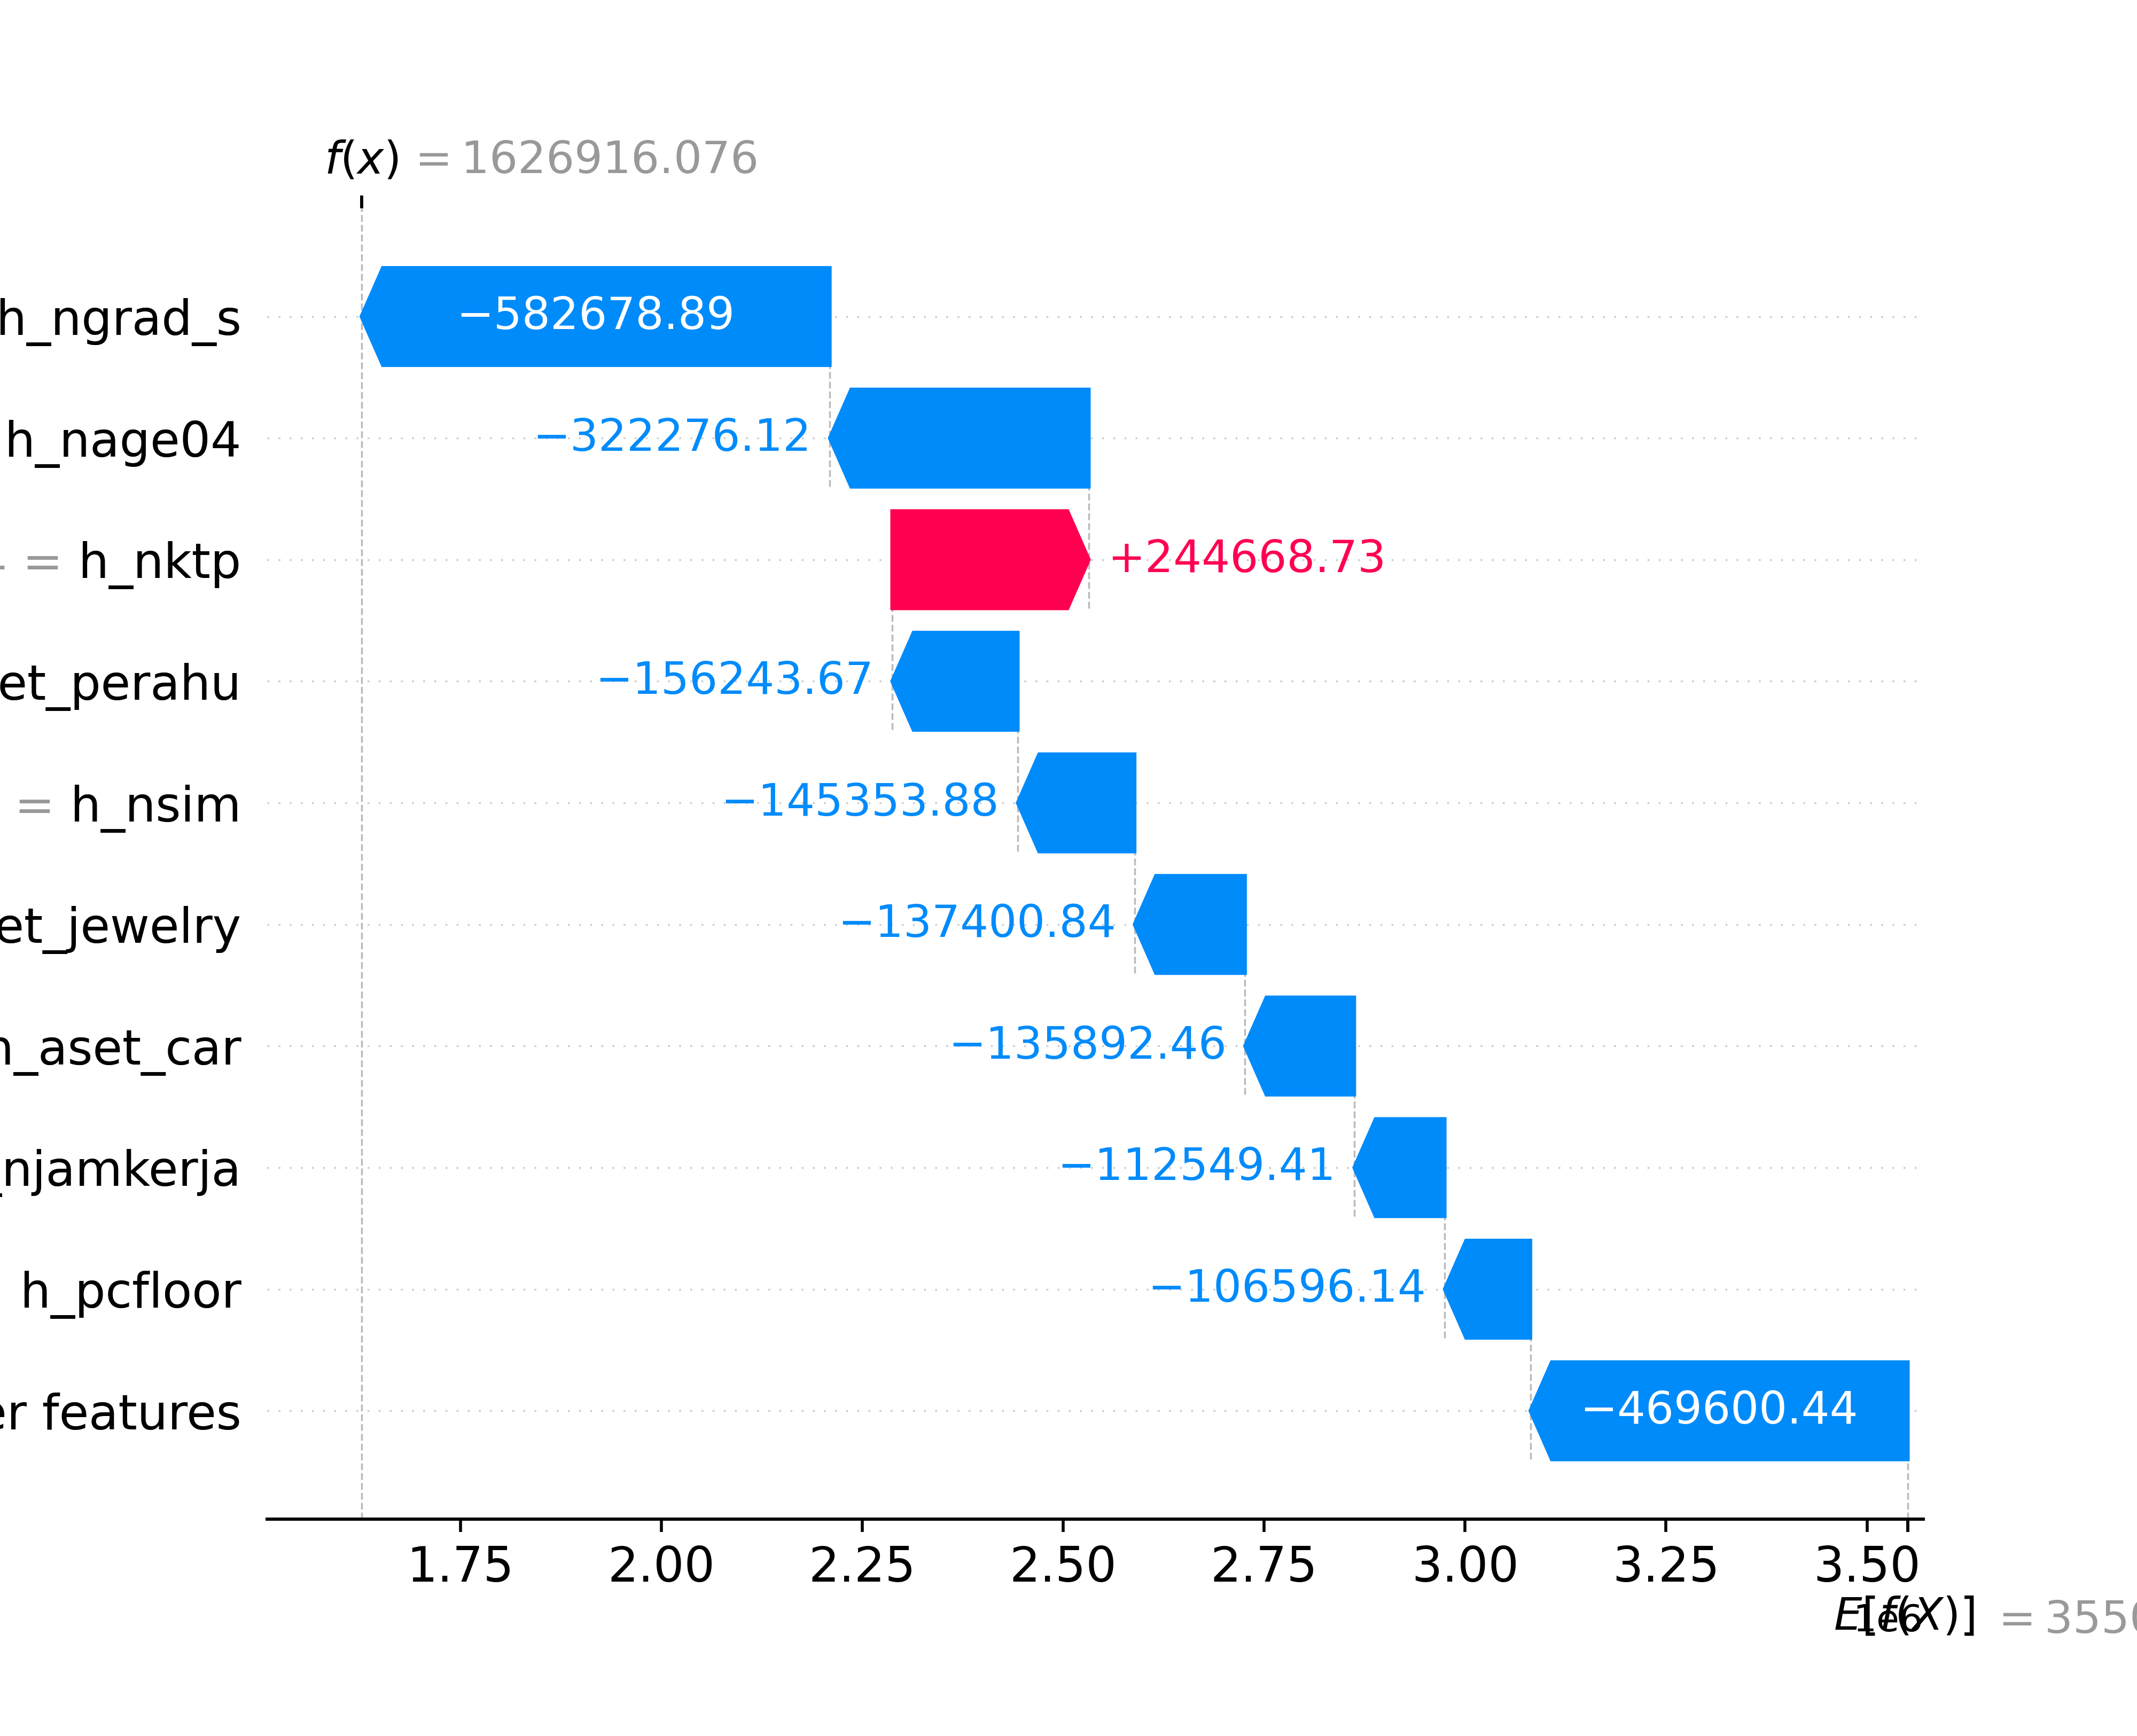 f(x) = 1626916.076
h_ngrad_s −582678.89
h_nage04 −322276.12
= h_nktp +244668.73
et_perahu −156243.67
= h_nsim −145353.88
et_jewelry −137400.84
_aset_car −135892.46
njamkerja −112549.41
h_pcfloor −106596.14
features −469600.44
1.75 2.00 2.25 2.50 2.75 3.00 3.25 3.50
1e6
E[f(X)] = 355